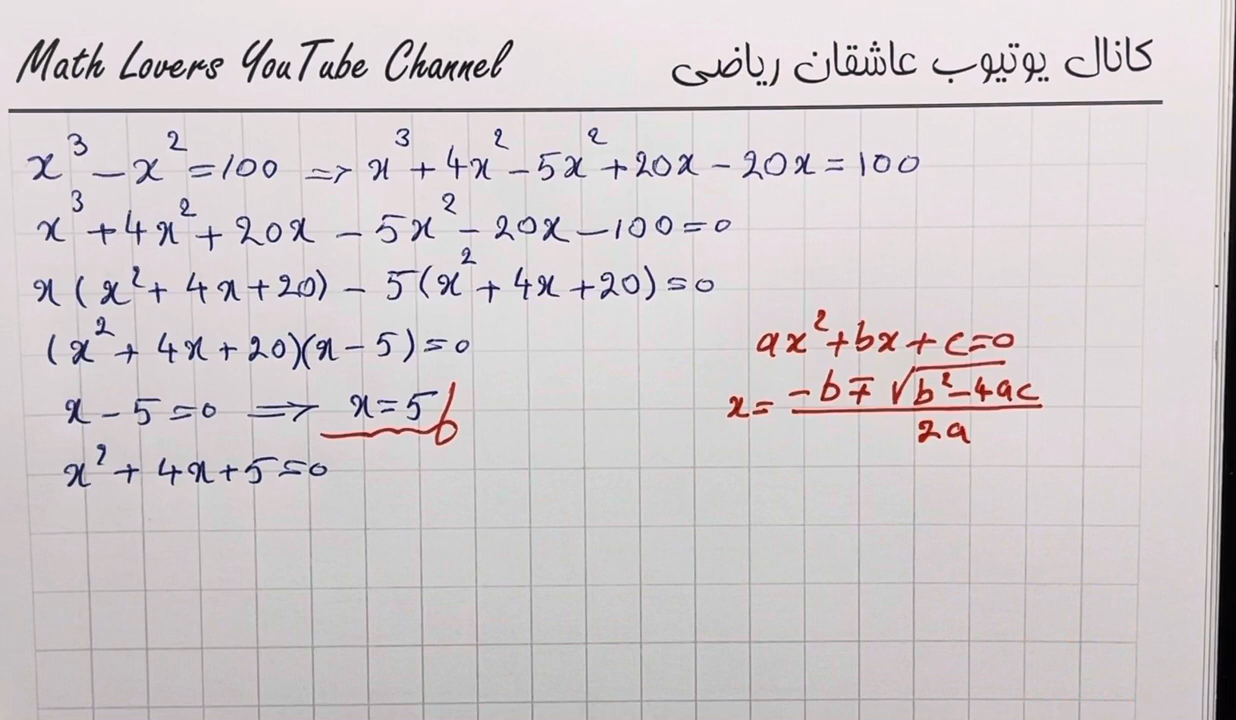 Math Lovers YouTube Channel
کانال یوتیوب عاشقان ریاضی
x³ – x² = 100 => x³ + 4x² – 5x² + 20x – 20x = 100
x³ + 4x² + 20x – 5x² – 20x – 100 = 0
x(x² + 4x + 20) – 5(x² + 4x + 20) = 0
(x² + 4x + 20)(x – 5) = 0
x – 5 = 0 => x = 5
x² + 4x + 5 = 0
ax² + bx + c = 0
x = (–b ∓ √(b² – 4ac)) / 2a